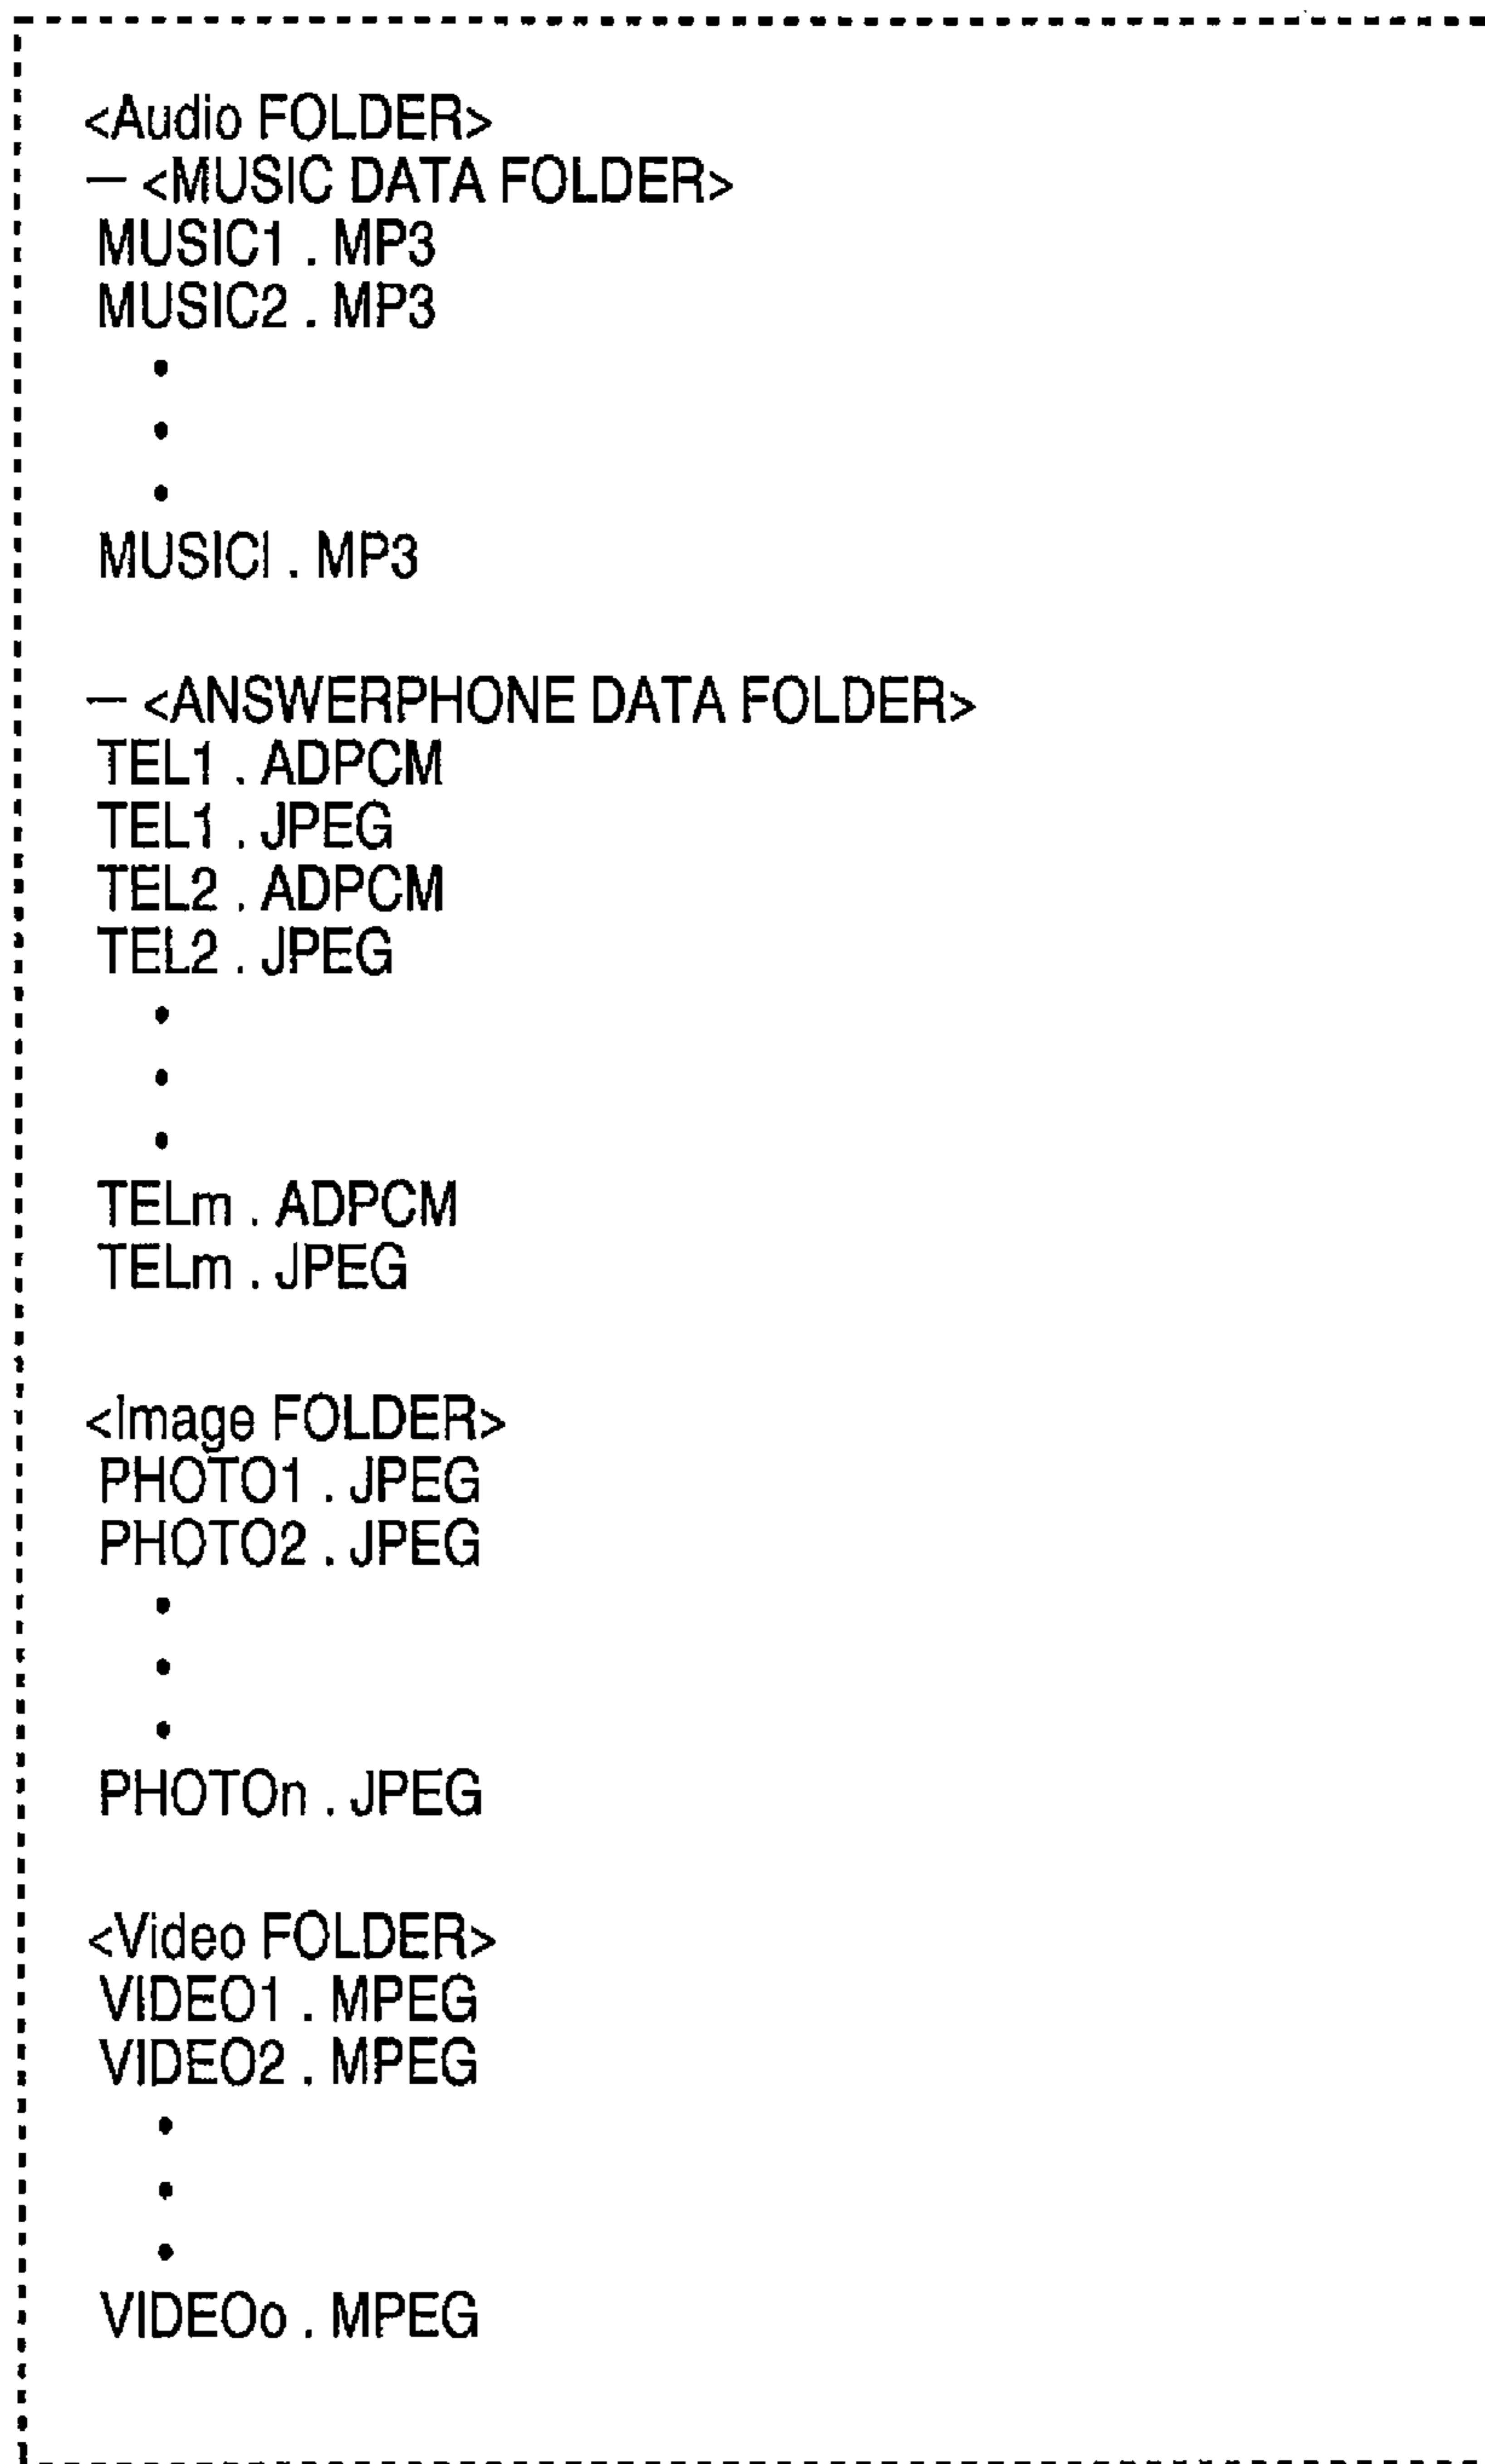 <Audio FOLDER>
— <MUSIC DATA FOLDER>
MUSIC1 . MP3
MUSIC2 . MP3
•
•
•
MUSICl . MP3
— <ANSWERPHONE DATA FOLDER>
TEL1 . ADPCM
TEL1 . JPEG
TEL2 . ADPCM
TEL2 . JPEG
•
•
•
TELm . ADPCM
TELm . JPEG
<Image FOLDER>
PHOTO1 . JPEG
PHOTO2 . JPEG
•
•
•
PHOTOn . JPEG
<Video FOLDER>
VIDEO1 . MPEG
VIDEO2 . MPEG
•
•
•
VIDEOo . MPEG